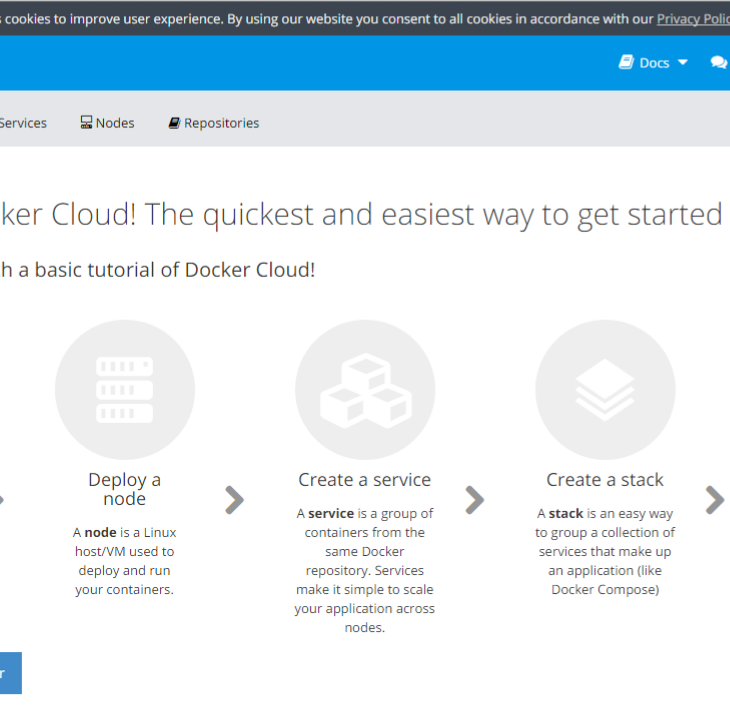 cookies to improve user experience. By using our website you consent to all cookies in accordance with our Privacy Polic
Docs
Services
Nodes
Repositories
ker Cloud! The quickest and easiest way to get started
h a basic tutorial of Docker Cloud!
Deploy a
node
A node is a Linux
host/VM used to
deploy and run
your containers.
Create a service
A service is a group of
containers from the
same Docker
repository. Services
make it simple to scale
your application across
nodes.
Create a stack
A stack is an easy way
to group a collection of
services that make up
an application (like
Docker Compose)
r